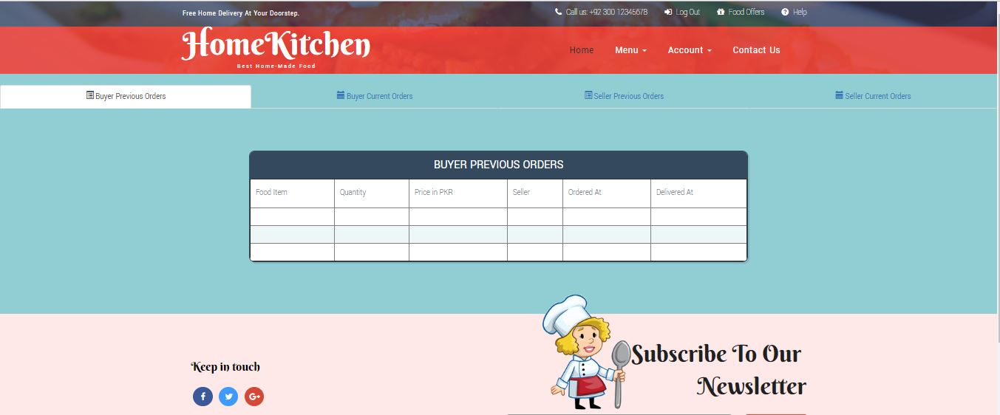 Free Home Delivery At Your Doorstep.
Call us: +92 300 12345678 Log Out Food Offers Help
HomeKitchen
Best Home-Made Food
Home Menu Account Contact Us
Buyer Previous Orders Buyer Current Orders Seller Previous Orders Seller Current Orders
BUYER PREVIOUS ORDERS
Food Item Quantity Price in PKR Seller Ordered At Delivered At
Keep in touch
Subscribe To Our
Newsletter